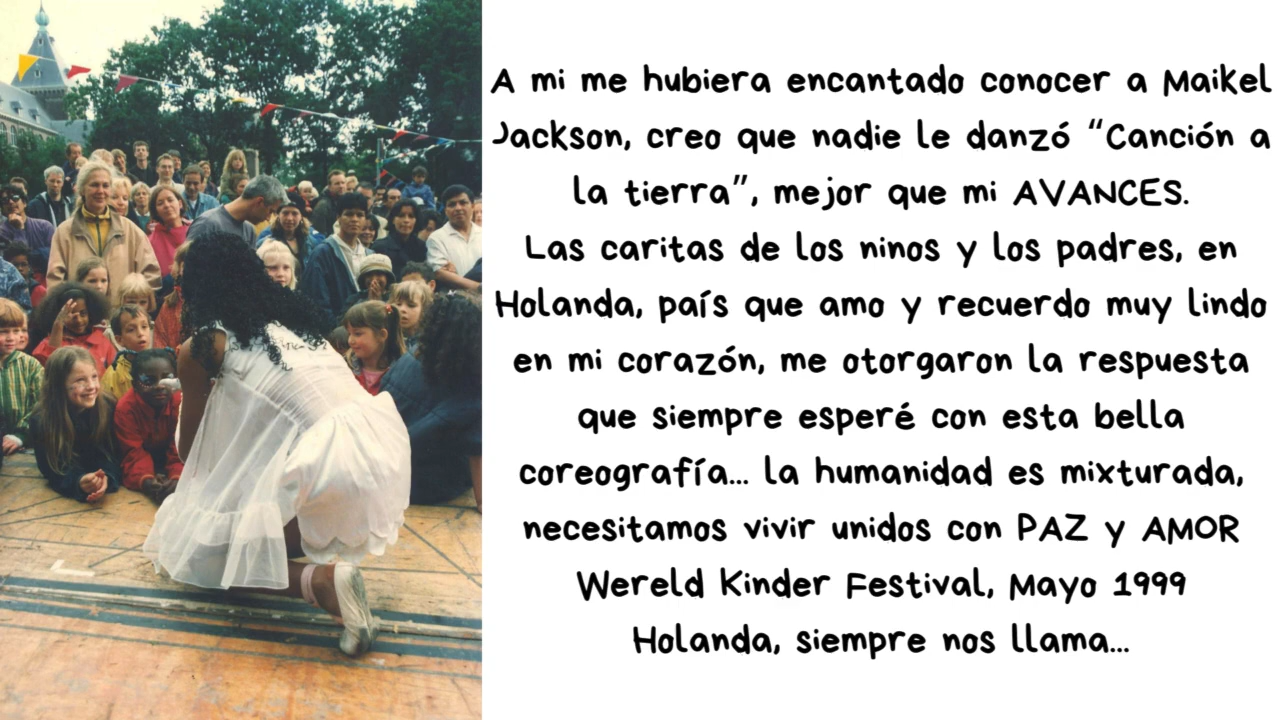 A mi me hubiera encantado conocer a Maikel
Jackson, creo que nadie le danzó “Canción a
la tierra”, mejor que mi AVANCES.
Las caritas de los ninos y los padres, en
Holanda, país que amo y recuerdo muy lindo
en mi corazón, me otorgaron la respuesta
que siempre esperé con esta bella
coreografía... la humanidad es mixturada,
necesitamos vivir unidos con PAZ y AMOR
Wereld Kinder Festival, Mayo 1999
Holanda, siempre nos llama...